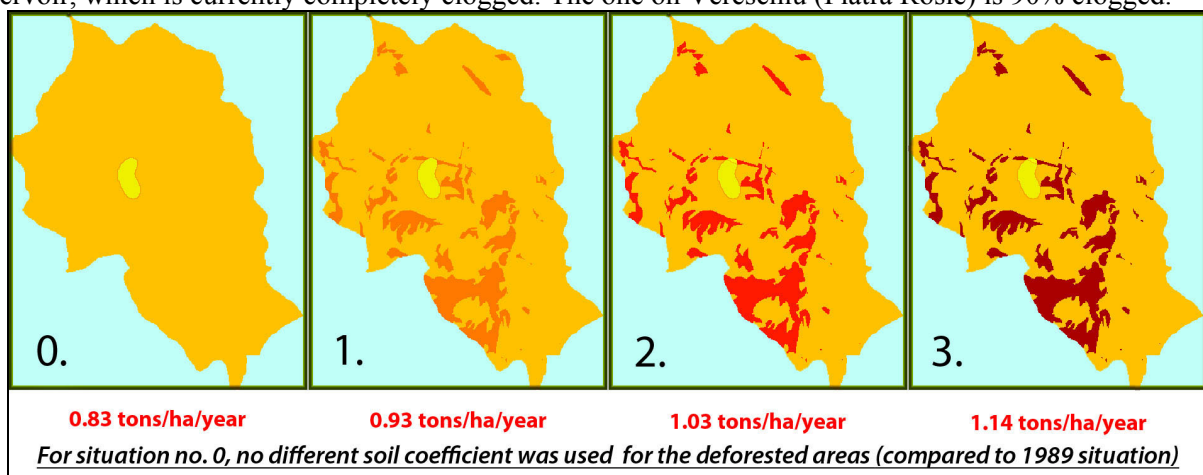 ervoir, which is currently completely clogged. The one on Vereschiu (Piatra Rosie) is 90% clogged.
0. 1. 2. 3.
0.83 tons/ha/year 0.93 tons/ha/year 1.03 tons/ha/year 1.14 tons/ha/year
For situation no. 0, no different soil coefficient was used for the deforested areas (compared to 1989 situation)